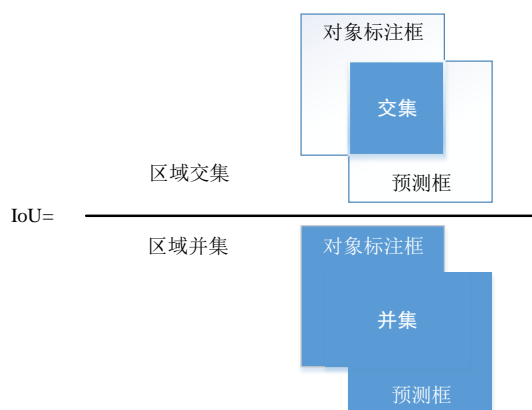 对象标注框
交集
区域交集
预测框
IoU=
区域并集
对象标注框
并集
预测框